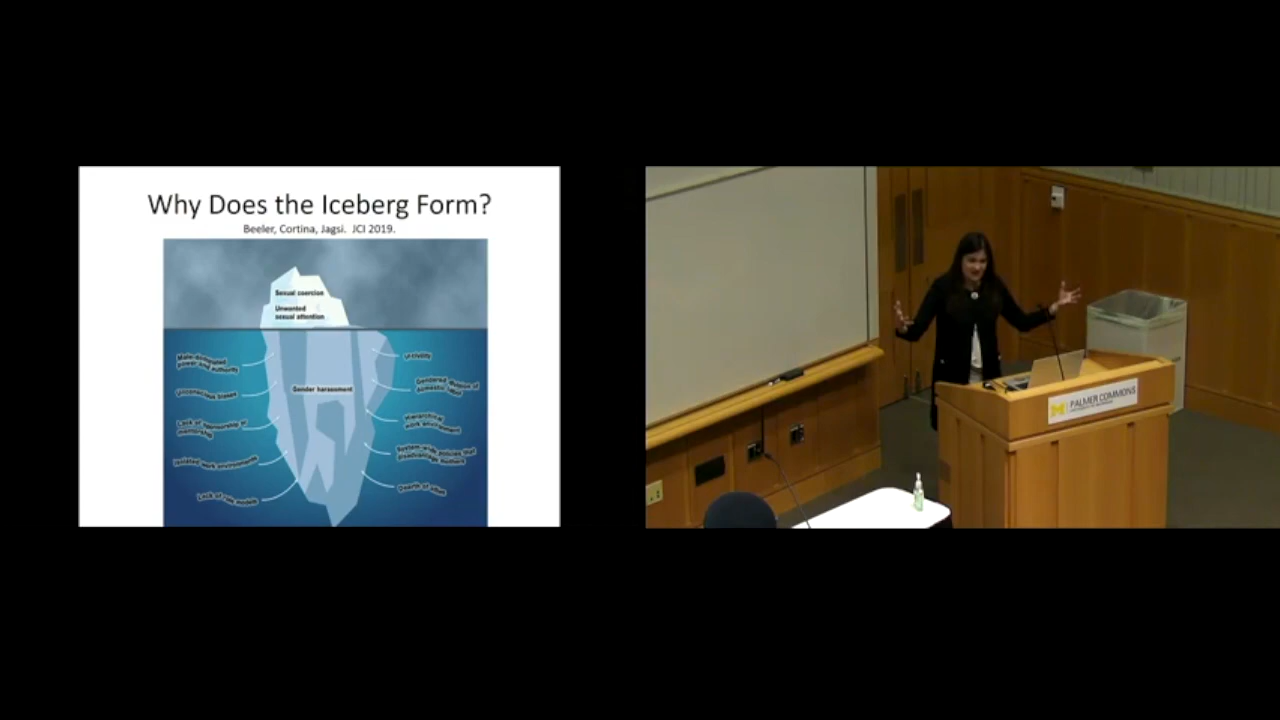 Why Does the Iceberg Form?
Beeler, Cortina, Jagsi. JCI 2019.
Sexual coercion
Unwanted
sexual attention
Male-dominated
power and authority
Incivility
Gender harassment
Gendered division of
domestic labor
Unconscious biases
Lack of sponsorship or
mentorship
Hierarchical
work environment
Isolated work environments
System-wide policies that
disadvantage
Lack of role models
Dearth of
PALMER COMMONS